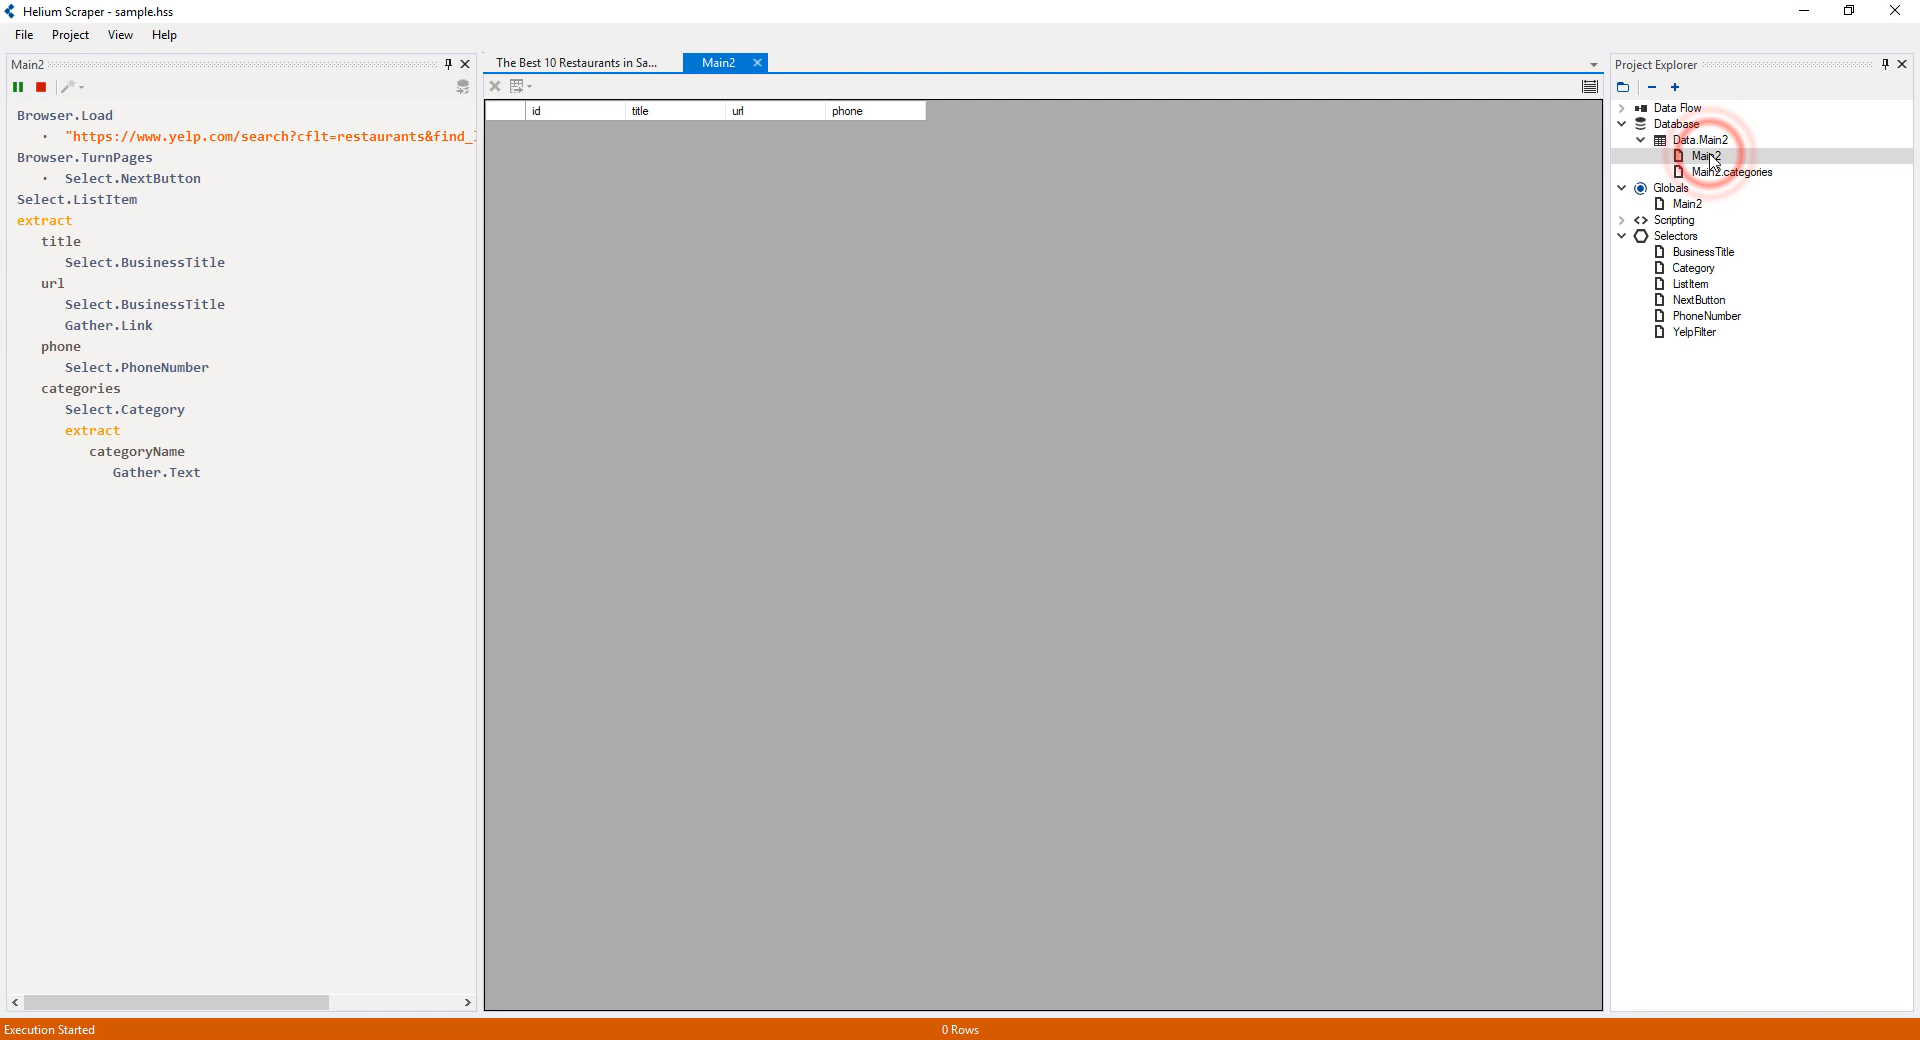 Helium Scraper - sample.hss
File Project View Help
Main2
Browser.Load
· "https://www.yelp.com/search?cflt=restaurants&find_
Browser.TurnPages
· Select.NextButton
Select.ListItem
extract
title
Select.BusinessTitle
url
Select.BusinessTitle
Gather.Link
phone
Select.PhoneNumber
categories
Select.Category
extract
categoryName
Gather.Text
The Best 10 Restaurants in Sa... Main2
id title url phone
Project Explorer
Data Flow
Database
Data.Main2
Main2
Main2.categories
Globals
Main2
Scripting
Selectors
BusinessTitle
Category
ListItem
NextButton
PhoneNumber
YelpFilter
Execution Started 0 Rows